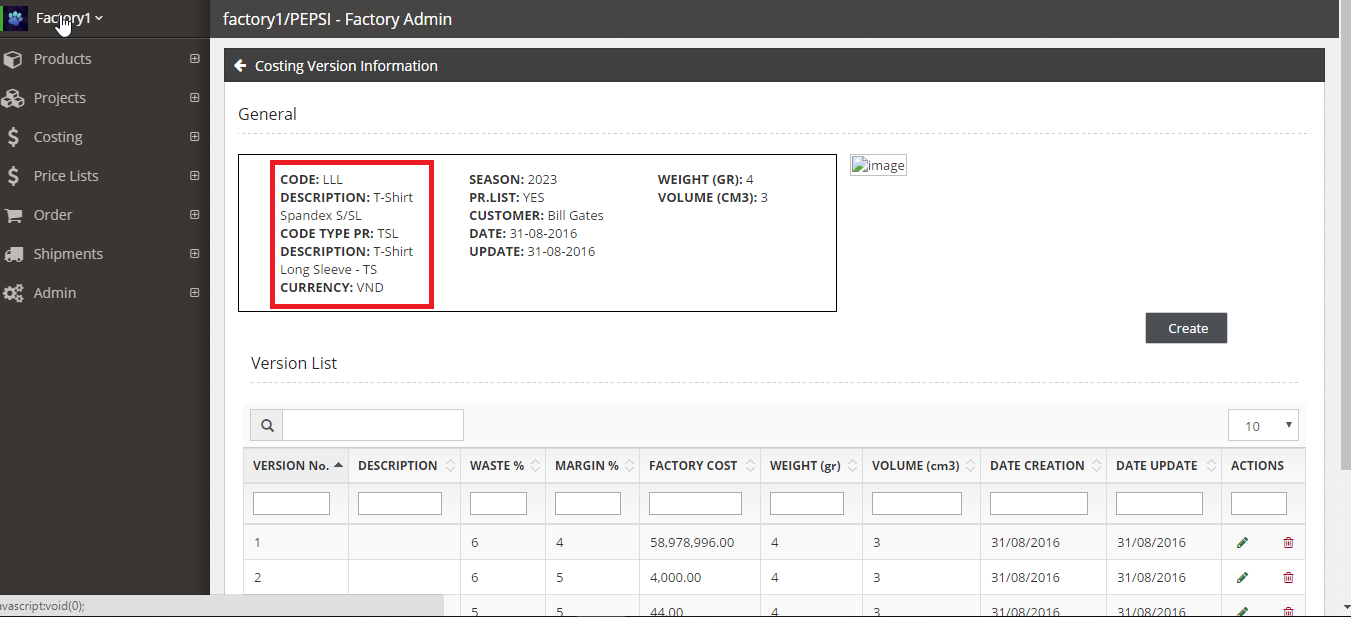 Factory1
factory1/PEPSI - Factory Admin
Products
Projects
Costing
Price Lists
Order
Shipments
Admin
Costing Version Information
General
CODE: LLL
DESCRIPTION: T-Shirt
Spandex S/SL
CODE TYPE PR: TSL
DESCRIPTION: T-Shirt
Long Sleeve - TS
CURRENCY: VND
SEASON: 2023
PR.LIST: YES
CUSTOMER: Bill Gates
DATE: 31-08-2016
UPDATE: 31-08-2016
WEIGHT (GR): 4
VOLUME (CM3): 3
image
Create
Version List
10
VERSION No. DESCRIPTION WASTE % MARGIN % FACTORY COST WEIGHT (gr) VOLUME (cm3) DATE CREATION DATE UPDATE ACTIONS
1 6 4 58,978,996.00 4 3 31/08/2016 31/08/2016
2 6 5 4,000.00 4 3 31/08/2016 31/08/2016
5 5 44.00 4 3 31/08/2016 31/08/2016
avascript:void(0);